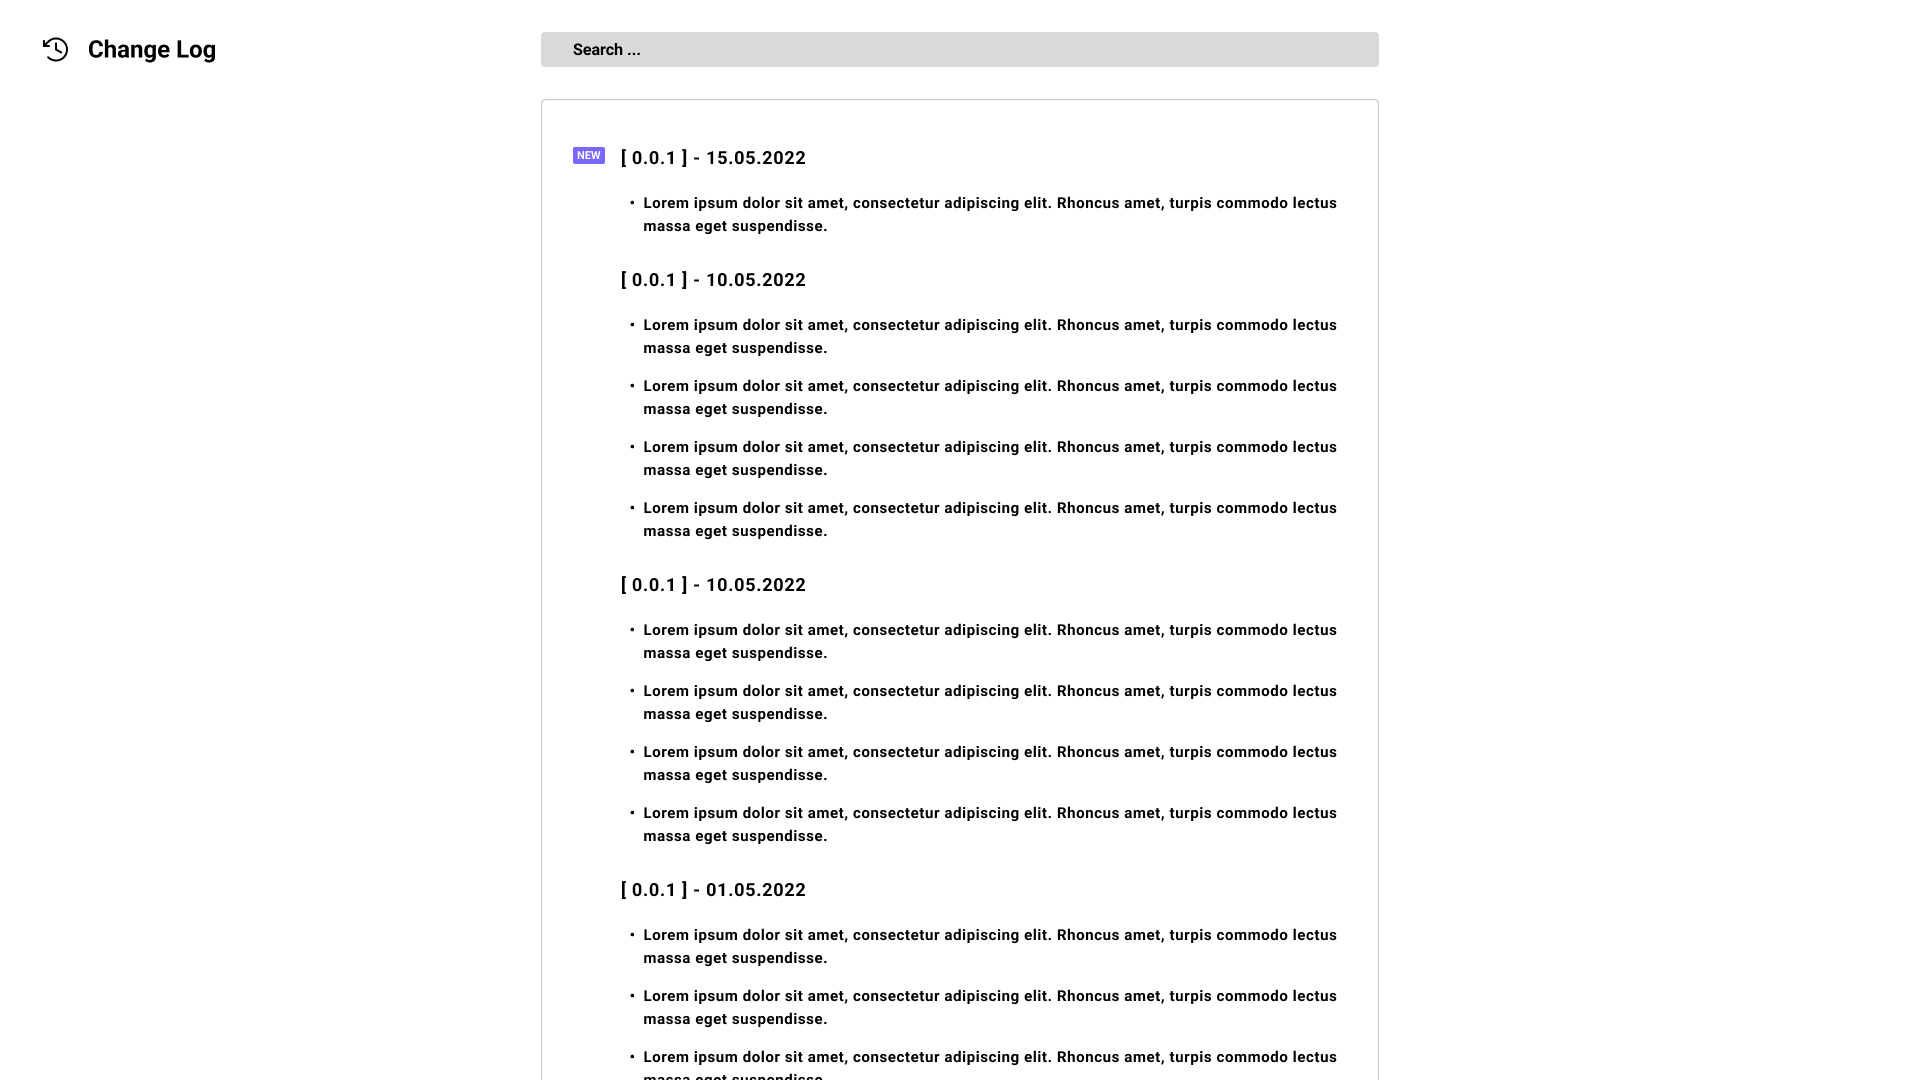 Change Log
Search ...
NEW
[ 0.0.1 ] - 15.05.2022
• Lorem ipsum dolor sit amet, consectetur adipiscing elit. Rhoncus amet, turpis commodo lectus
massa eget suspendisse.
[ 0.0.1 ] - 10.05.2022
• Lorem ipsum dolor sit amet, consectetur adipiscing elit. Rhoncus amet, turpis commodo lectus
massa eget suspendisse.
• Lorem ipsum dolor sit amet, consectetur adipiscing elit. Rhoncus amet, turpis commodo lectus
massa eget suspendisse.
• Lorem ipsum dolor sit amet, consectetur adipiscing elit. Rhoncus amet, turpis commodo lectus
massa eget suspendisse.
• Lorem ipsum dolor sit amet, consectetur adipiscing elit. Rhoncus amet, turpis commodo lectus
massa eget suspendisse.
[ 0.0.1 ] - 10.05.2022
• Lorem ipsum dolor sit amet, consectetur adipiscing elit. Rhoncus amet, turpis commodo lectus
massa eget suspendisse.
• Lorem ipsum dolor sit amet, consectetur adipiscing elit. Rhoncus amet, turpis commodo lectus
massa eget suspendisse.
• Lorem ipsum dolor sit amet, consectetur adipiscing elit. Rhoncus amet, turpis commodo lectus
massa eget suspendisse.
• Lorem ipsum dolor sit amet, consectetur adipiscing elit. Rhoncus amet, turpis commodo lectus
massa eget suspendisse.
[ 0.0.1 ] - 01.05.2022
• Lorem ipsum dolor sit amet, consectetur adipiscing elit. Rhoncus amet, turpis commodo lectus
massa eget suspendisse.
• Lorem ipsum dolor sit amet, consectetur adipiscing elit. Rhoncus amet, turpis commodo lectus
massa eget suspendisse.
• Lorem ipsum dolor sit amet, consectetur adipiscing elit. Rhoncus amet, turpis commodo lectus
massa eget suspendisse.